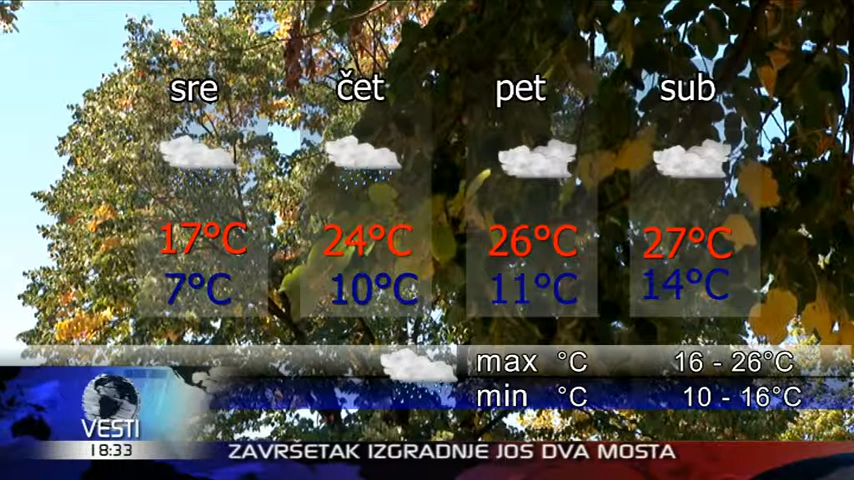 sre čet pet sub
17°C 24°C 26°C 27°C
7°C 10°C 11°C 14°C
max °C 16 - 26°C
min °C 10 - 16°C
VESTI
18:33
ZAVRŠETAK IZGRADNJE JOS DVA MOSTA